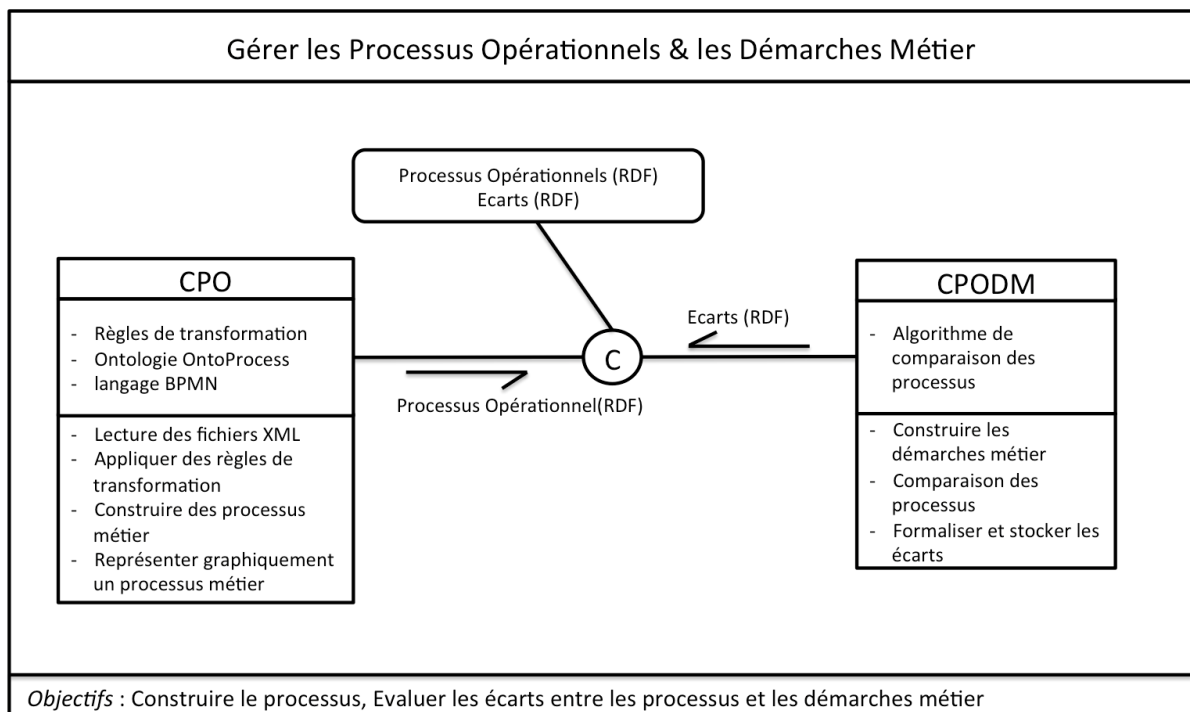 Gérer les Processus Opérationnels & les Démarches Métier
Processus Opérationnels (RDF)
Ecarts (RDF)
CPO
- Règles de transformation
- Ontologie OntoProcess
- langage BPMN
- Lecture des fichiers XML
- Appliquer des règles de
transformation
- Construire des processus
métier
- Représenter graphiquement
un processus métier
Processus Opérationnel(RDF)
C
Ecarts (RDF)
CPODM
- Algorithme de
comparaison des
processus
- Construire les
démarches métier
- Comparaison des
processus
- Formaliser et stocker les
écarts
Objectifs : Construire le processus, Evaluer les écarts entre les processus et les démarches métier